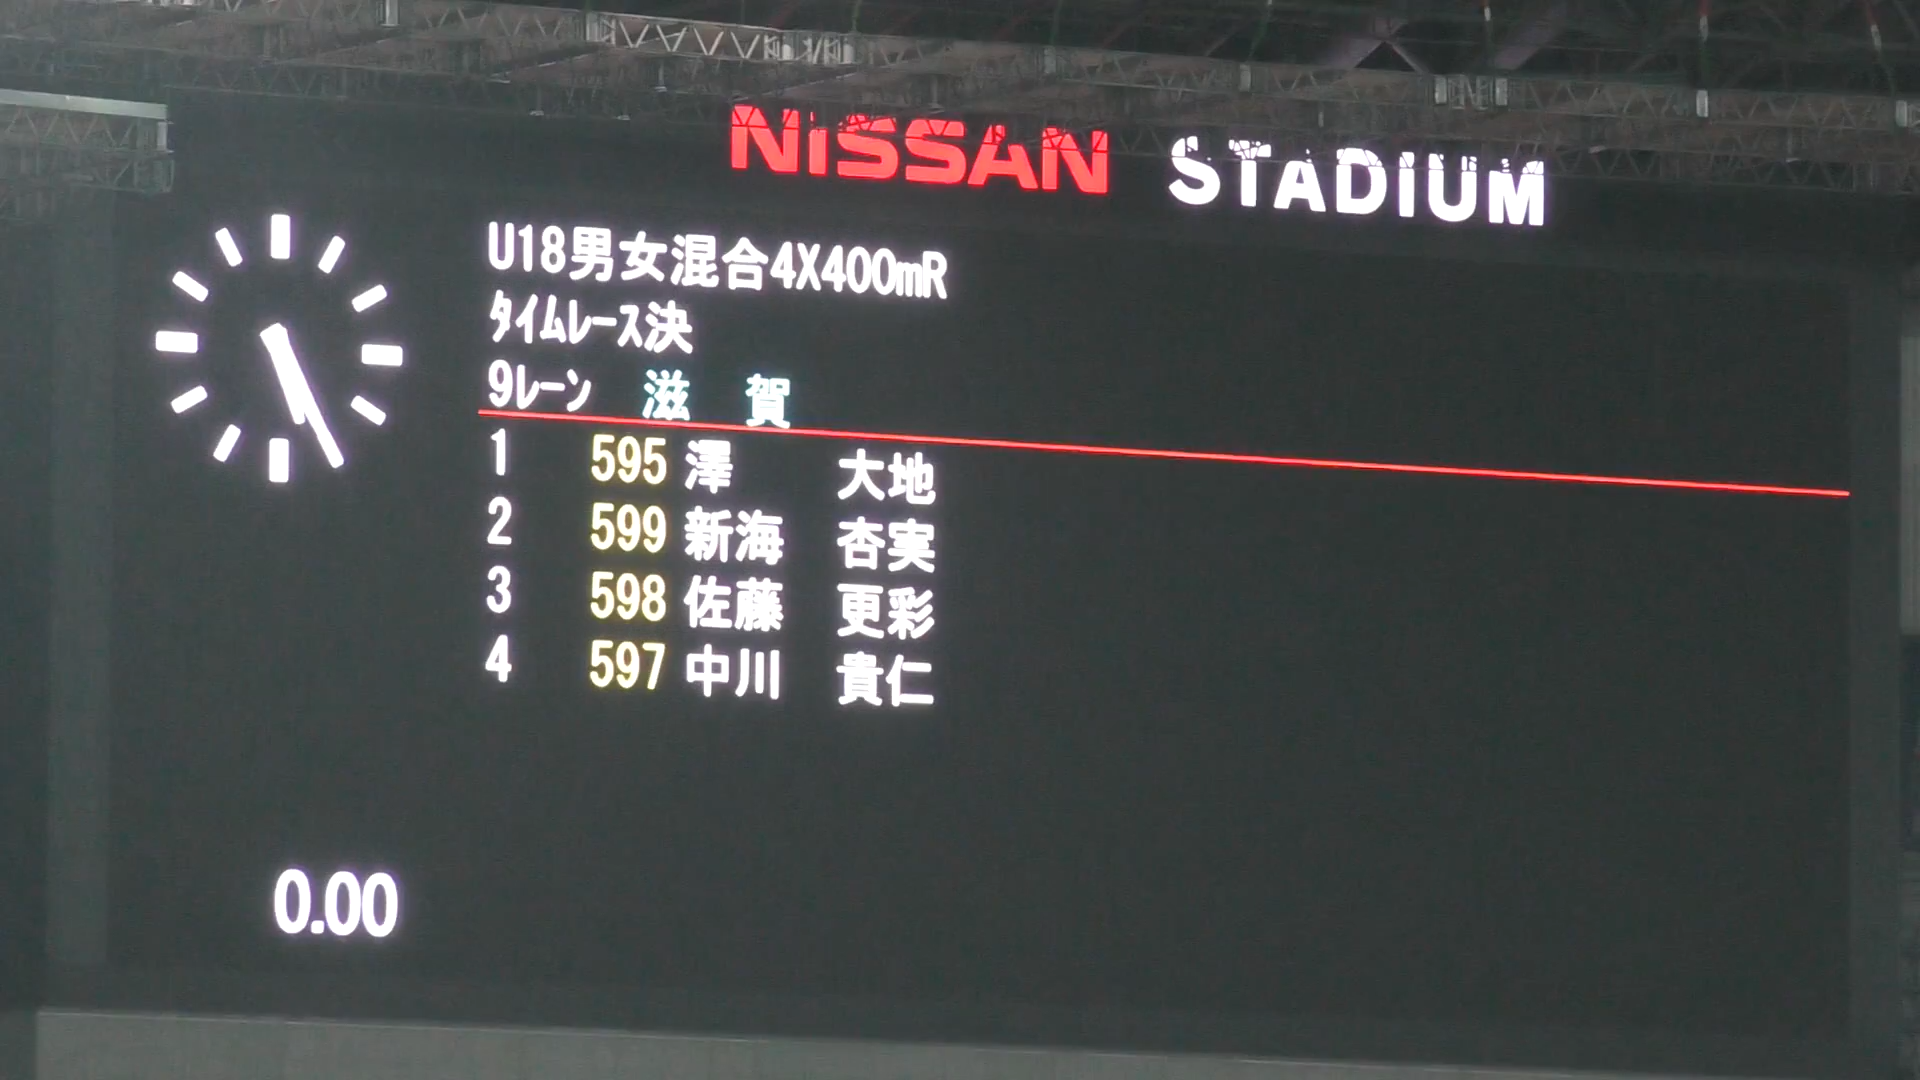 NISSAN STADIUM
U18男女混合4X400mR
ﾀｲﾑﾚｰｽ決
9ﾚｰﾝ 滋 賀
1 595 澤 大地
2 599 新海 杏実
3 598 佐藤 更彩
4 597 中川 貴仁
0.00